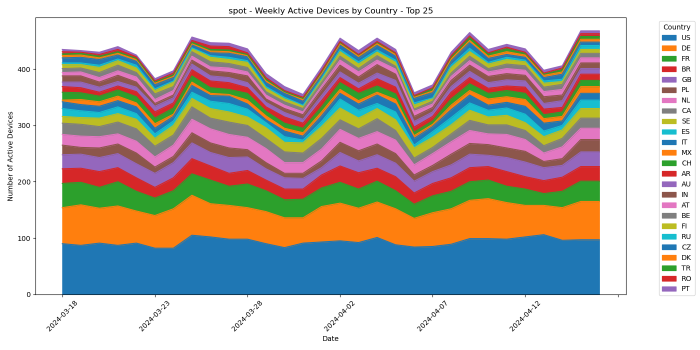 spot - Weekly Active Devices by Country - Top 25
Number of Active Devices
400
300
200
100
0
2024-03-18
2024-03-23
2024-03-28
2024-04-02
2024-04-07
2024-04-12
Date
Country
US
DE
FR
BR
GB
PL
NL
CA
SE
ES
IT
MX
CH
AR
AU
IN
AT
BE
FI
RU
CZ
DK
TR
RO
PT